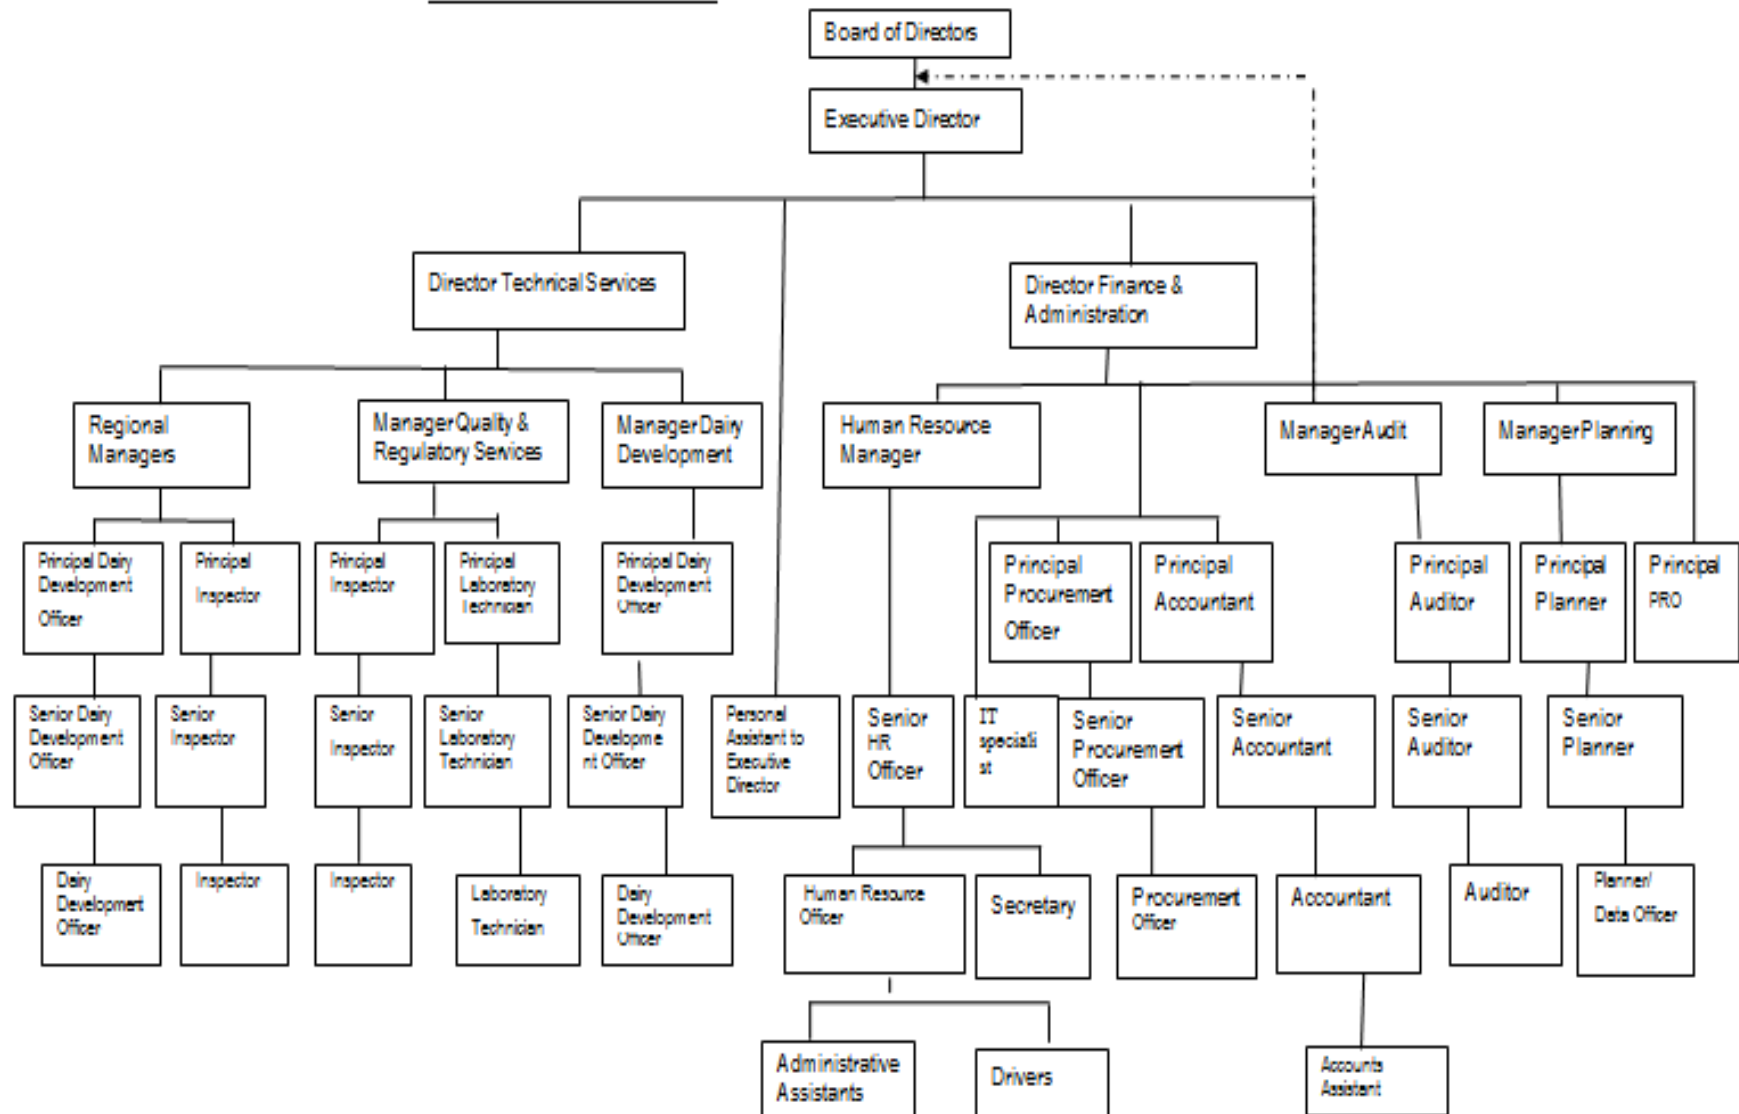 Board of Directors
Executive Director
Director Technical Services
Director Finance &
Administration
Regional
Managers
Manager Quality &
Regulatory Services
Manager Dairy
Development
Human Resource
Manager
Manager Audit
Manager Planning
Principal Dairy
Development
Officer
Principal
Inspector
Principal
Inspector
Principal
Laboratory
Technician
Principal Dairy
Development
Officer
Principal
Procurement
Officer
Principal
Accountant
Principal
Auditor
Principal
Planner
Principal
PRO
Senior Dairy
Development
Officer
Senior
Inspector
Senior
Inspector
Senior
Laboratory
Technician
Senior Dairy
Developme
nt Officer
Personal
Assistant to
Executive
Director
Senior
HR
Officer
IT
speciali
st
Senior
Procurement
Officer
Senior
Accountant
Senior
Auditor
Senior
Planner
Dairy
Development
Officer
Inspector
Inspector
Laboratory
Technician
Dairy
Development
Officer
Human Resource
Officer
Secretary
Procurement
Officer
Accountant
Auditor
Planner/
Data Officer
Administrative
Assistants
Drivers
Accounts
Assistant